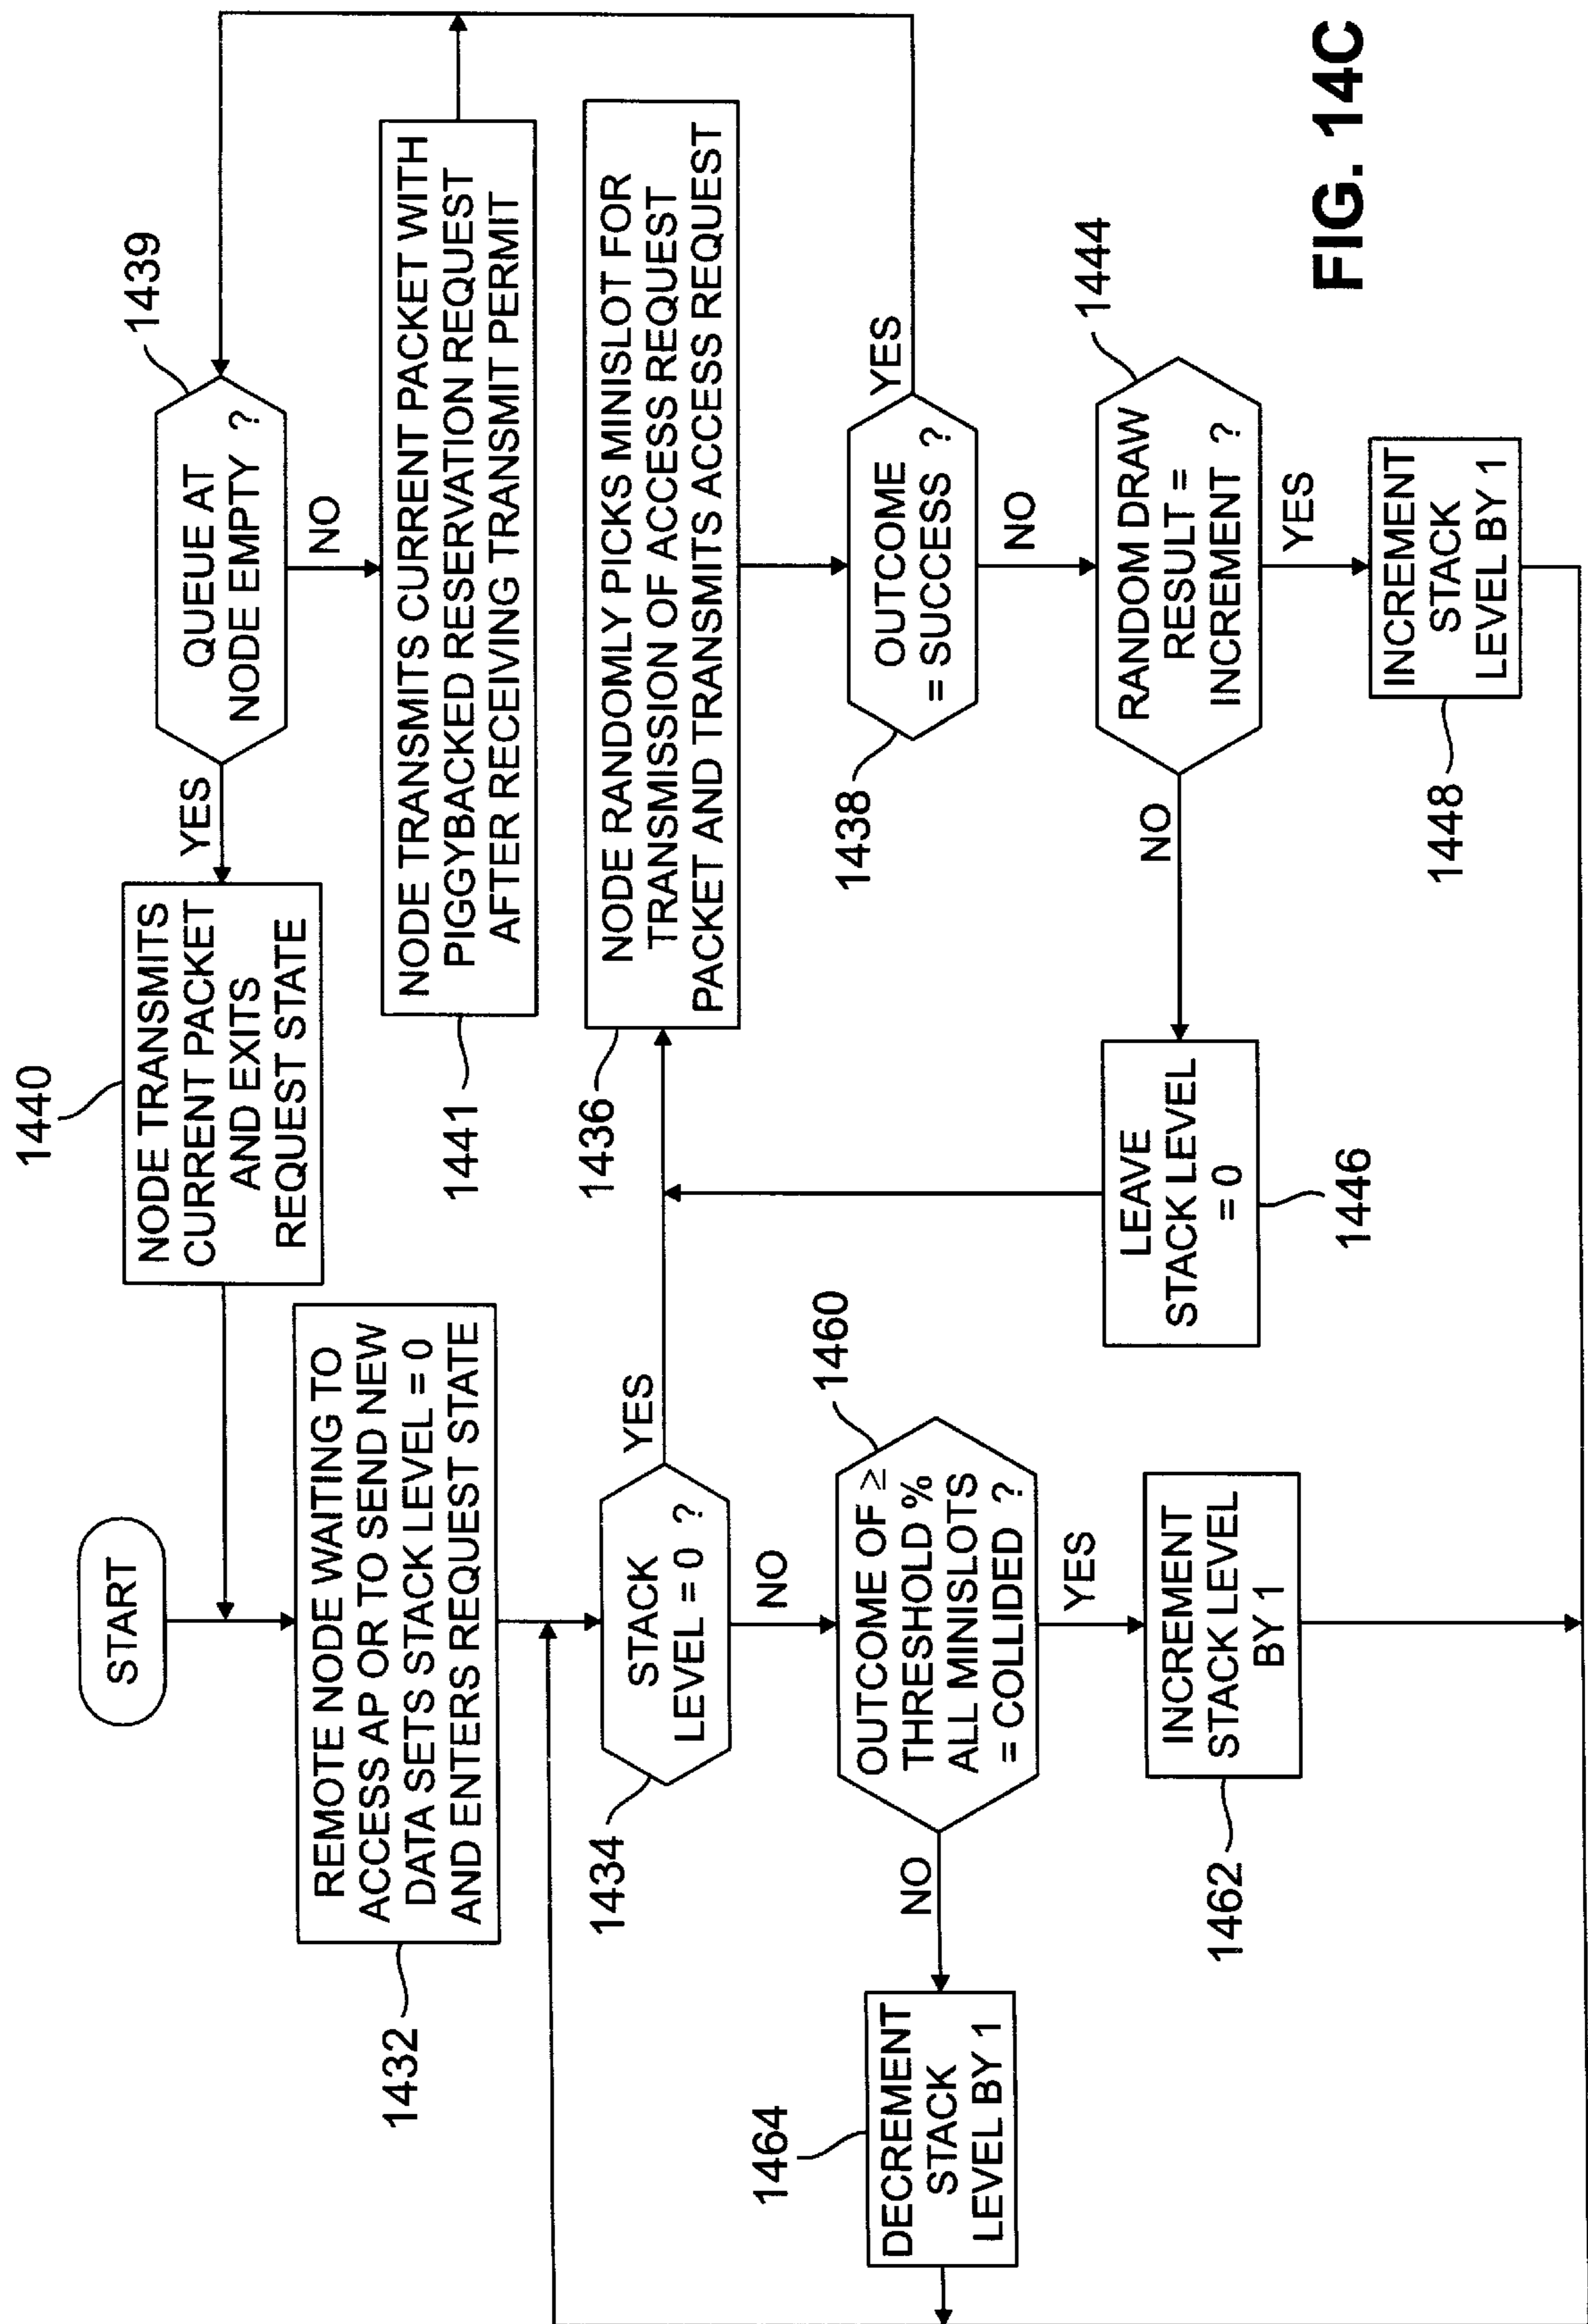 START
1440
NODE TRANSMITS
CURRENT PACKET
AND EXITS
REQUEST STATE
YES
1439
QUEUE AT
NODE EMPTY ?
NO
1432
REMOTE NODE WAITING TO
ACCESS AP OR TO SEND NEW
DATA SETS STACK LEVEL = 0
AND ENTERS REQUEST STATE
1441
NODE TRANSMITS CURRENT PACKET WITH
PIGGYBACKED RESERVATION REQUEST
AFTER RECEIVING TRANSMIT PERMIT
1434
STACK
LEVEL = 0 ?
YES
NO
1436
NODE RANDOMLY PICKS MINISLOT FOR
TRANSMISSION OF ACCESS REQUEST
PACKET AND TRANSMITS ACCESS REQUEST
1460
OUTCOME OF ≥
THRESHOLD %
ALL MINISLOTS
= COLLIDED ?
NO
YES
1438
OUTCOME
= SUCCESS ?
YES
NO
1464
DECREMENT
STACK
LEVEL BY 1
1462
INCREMENT
STACK LEVEL
BY 1
1446
LEAVE
STACK LEVEL
= 0
NO
1444
RANDOM DRAW
RESULT =
INCREMENT ?
YES
1448
INCREMENT
STACK
LEVEL BY 1
FIG. 14C